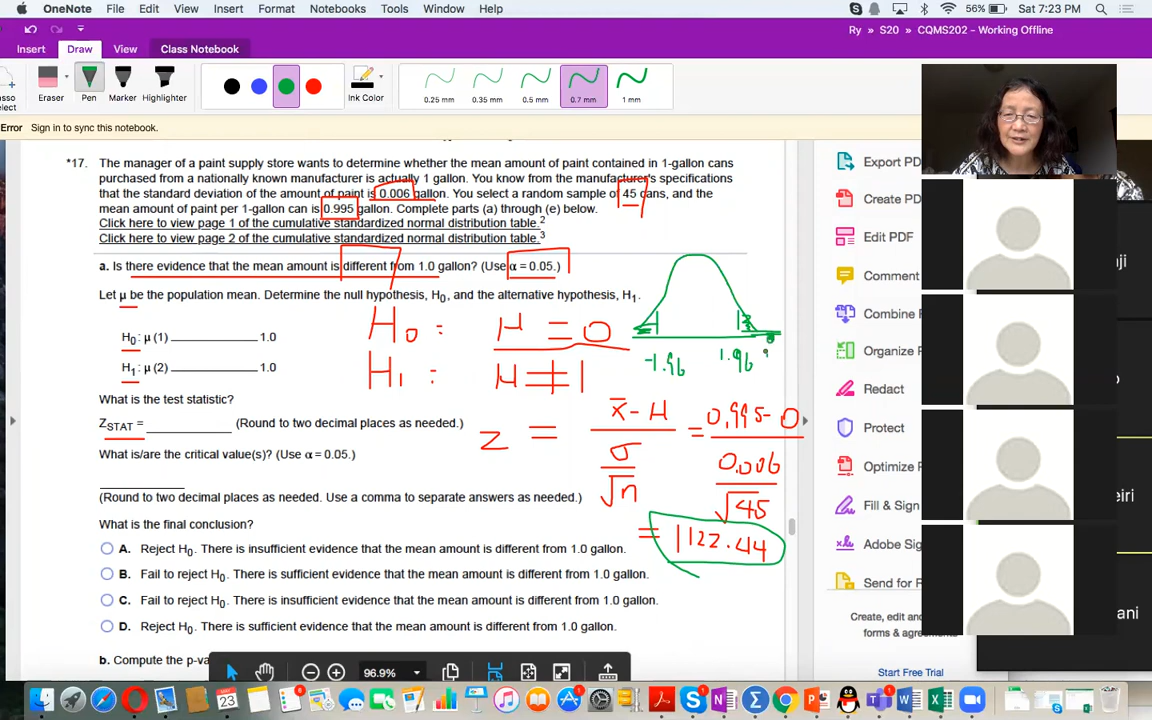 OneNote File Edit View Insert Format Notebooks Tools Window Help 56% Sat 7:23 PM
Ry » S20 » CQMS202 – Working Offline
Insert Draw View Class Notebook
Lasso Select Eraser Pen Marker Highlighter Ink Color 0.25 mm 0.35 mm 0.5 mm 0.7 mm 1 mm
Error Sign in to sync this notebook.
*17. The manager of a paint supply store wants to determine whether the mean amount of paint contained in 1-gallon cans
purchased from a nationally known manufacturer is actually 1 gallon. You know from the manufacturer's specifications
that the standard deviation of the amount of paint is 0.006 gallon. You select a random sample of 45 cans, and the
mean amount of paint per 1-gallon can is 0.995 gallon. Complete parts (a) through (e) below.
Click here to view page 1 of the cumulative standardized normal distribution table.2
Click here to view page 2 of the cumulative standardized normal distribution table.3
a. Is there evidence that the mean amount is different from 1.0 gallon? (Use α = 0.05.)
Let μ be the population mean. Determine the null hypothesis, H0, and the alternative hypothesis, H1.
H0: μ (1) ________ 1.0
H0 : μ = 0
-1.96 1.96
H1: μ (2) ________ 1.0
H1 : μ ≠ 1
What is the test statistic?
ZSTAT = ________ (Round to two decimal places as needed.)
z = x̄ - μ / σ / √n = 0.995 - 0 / 0.006 / √45
= 1122.44
What is/are the critical value(s)? (Use α = 0.05.)
________
(Round to two decimal places as needed. Use a comma to separate answers as needed.)
What is the final conclusion?
A. Reject H0. There is insufficient evidence that the mean amount is different from 1.0 gallon.
B. Fail to reject H0. There is sufficient evidence that the mean amount is different from 1.0 gallon.
C. Fail to reject H0. There is insufficient evidence that the mean amount is different from 1.0 gallon.
D. Reject H0. There is sufficient evidence that the mean amount is different from 1.0 gallon.
b. Compute the p-va
96.9%
Export PD
Create PD
Edit PDF
Comment
Combine
Organize
Redact
Protect
Optimize
Fill & Sign
Adobe Sig
Send for
Create, edit and
forms & agreeme
Start Free Trial
eiri
ani
23
8
1
1